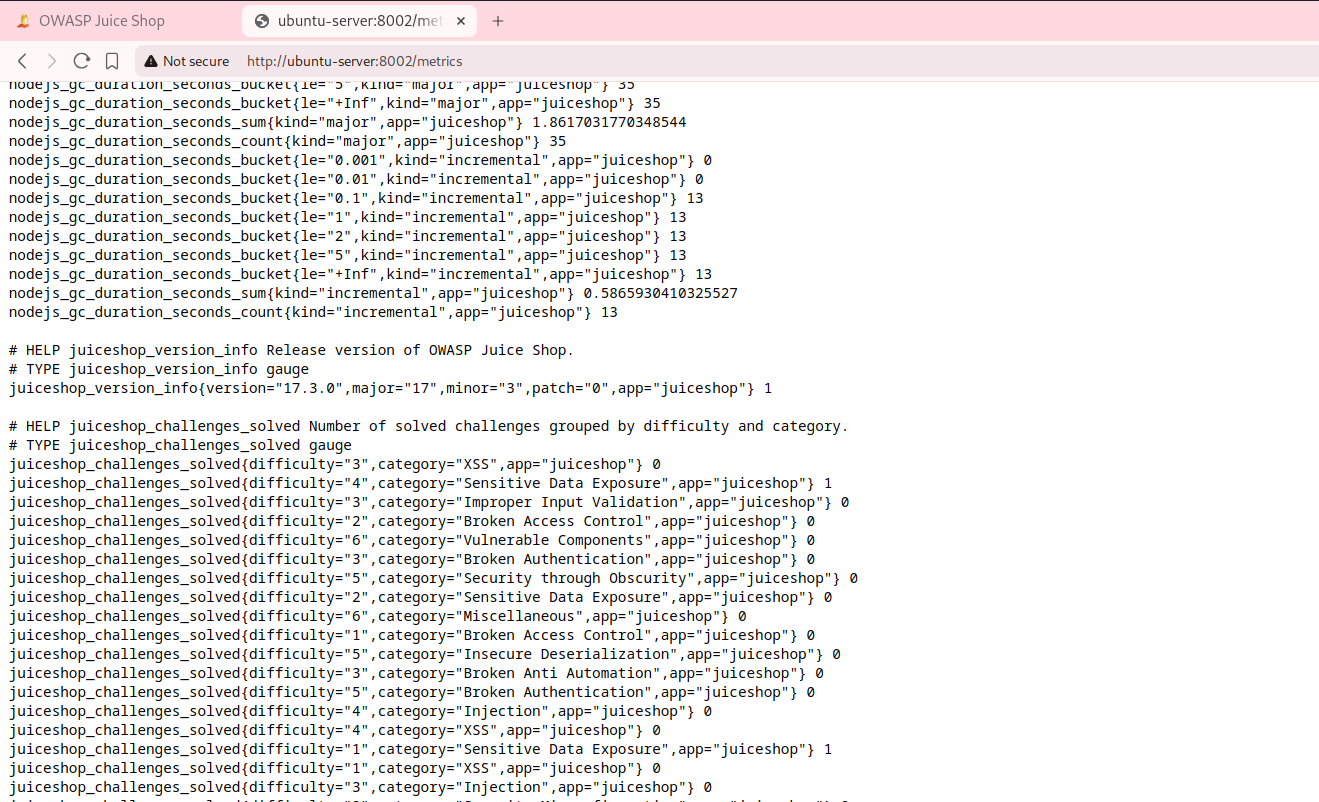 OWASP Juice Shop
ubuntu-server:8002/met
Not secure
http://ubuntu-server:8002/metrics
nodejs_gc_duration_seconds_bucket{le="5",kind="major",app="juiceshop"} 35
nodejs_gc_duration_seconds_bucket{le="+Inf",kind="major",app="juiceshop"} 35
nodejs_gc_duration_seconds_sum{kind="major",app="juiceshop"} 1.8617031770348544
nodejs_gc_duration_seconds_count{kind="major",app="juiceshop"} 35
nodejs_gc_duration_seconds_bucket{le="0.001",kind="incremental",app="juiceshop"} 0
nodejs_gc_duration_seconds_bucket{le="0.01",kind="incremental",app="juiceshop"} 0
nodejs_gc_duration_seconds_bucket{le="0.1",kind="incremental",app="juiceshop"} 13
nodejs_gc_duration_seconds_bucket{le="1",kind="incremental",app="juiceshop"} 13
nodejs_gc_duration_seconds_bucket{le="2",kind="incremental",app="juiceshop"} 13
nodejs_gc_duration_seconds_bucket{le="5",kind="incremental",app="juiceshop"} 13
nodejs_gc_duration_seconds_bucket{le="+Inf",kind="incremental",app="juiceshop"} 13
nodejs_gc_duration_seconds_sum{kind="incremental",app="juiceshop"} 0.5865930410325527
nodejs_gc_duration_seconds_count{kind="incremental",app="juiceshop"} 13
# HELP juiceshop_version_info Release version of OWASP Juice Shop.
# TYPE juiceshop_version_info gauge
juiceshop_version_info{version="17.3.0",major="17",minor="3",patch="0",app="juiceshop"} 1
# HELP juiceshop_challenges_solved Number of solved challenges grouped by difficulty and category.
# TYPE juiceshop_challenges_solved gauge
juiceshop_challenges_solved{difficulty="3",category="XSS",app="juiceshop"} 0
juiceshop_challenges_solved{difficulty="4",category="Sensitive Data Exposure",app="juiceshop"} 1
juiceshop_challenges_solved{difficulty="3",category="Improper Input Validation",app="juiceshop"} 0
juiceshop_challenges_solved{difficulty="2",category="Broken Access Control",app="juiceshop"} 0
juiceshop_challenges_solved{difficulty="6",category="Vulnerable Components",app="juiceshop"} 0
juiceshop_challenges_solved{difficulty="3",category="Broken Authentication",app="juiceshop"} 0
juiceshop_challenges_solved{difficulty="5",category="Security through Obscurity",app="juiceshop"} 0
juiceshop_challenges_solved{difficulty="2",category="Sensitive Data Exposure",app="juiceshop"} 0
juiceshop_challenges_solved{difficulty="6",category="Miscellaneous",app="juiceshop"} 0
juiceshop_challenges_solved{difficulty="1",category="Broken Access Control",app="juiceshop"} 0
juiceshop_challenges_solved{difficulty="5",category="Insecure Deserialization",app="juiceshop"} 0
juiceshop_challenges_solved{difficulty="3",category="Broken Anti Automation",app="juiceshop"} 0
juiceshop_challenges_solved{difficulty="5",category="Broken Authentication",app="juiceshop"} 0
juiceshop_challenges_solved{difficulty="4",category="Injection",app="juiceshop"} 0
juiceshop_challenges_solved{difficulty="4",category="XSS",app="juiceshop"} 0
juiceshop_challenges_solved{difficulty="1",category="Sensitive Data Exposure",app="juiceshop"} 1
juiceshop_challenges_solved{difficulty="1",category="XSS",app="juiceshop"} 0
juiceshop_challenges_solved{difficulty="3",category="Injection",app="juiceshop"} 0